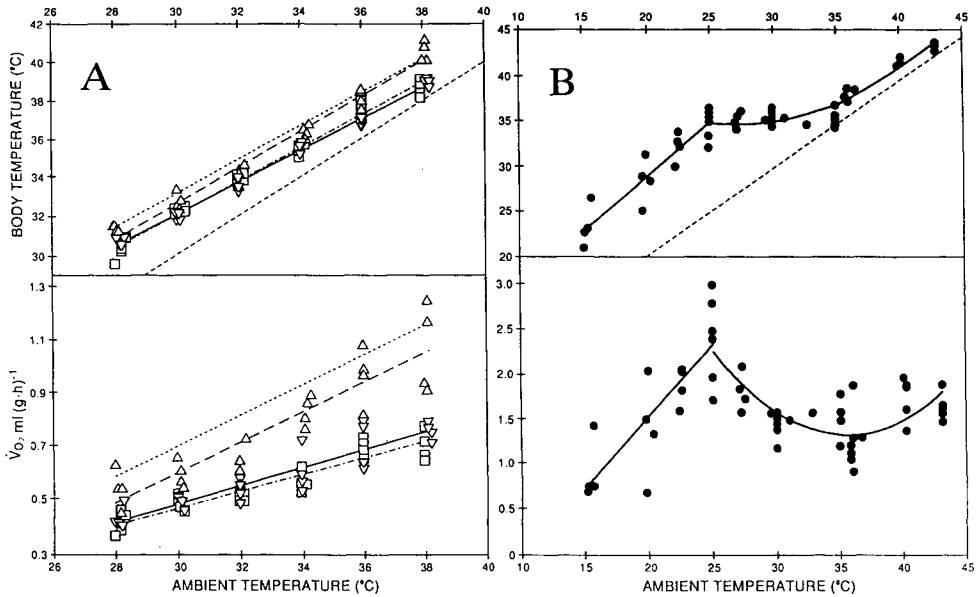 26 28 30 32 34 36 38 40
42
40
38
36
34
32
30
29
BODY TEMPERATURE (°C)
A
1.3
1.1
0.9
0.7
0.5
0.3
V̇O₂, ml (g·h)⁻¹
26 28 30 32 34 36 38 40
AMBIENT TEMPERATURE (°C)
10 15 20 25 30 35 40 45
45
40
35
30
25
20
B
3.0
2.5
2.0
1.5
1.0
0.5
0
10 15 20 25 30 35 40 45
AMBIENT TEMPERATURE (°C)